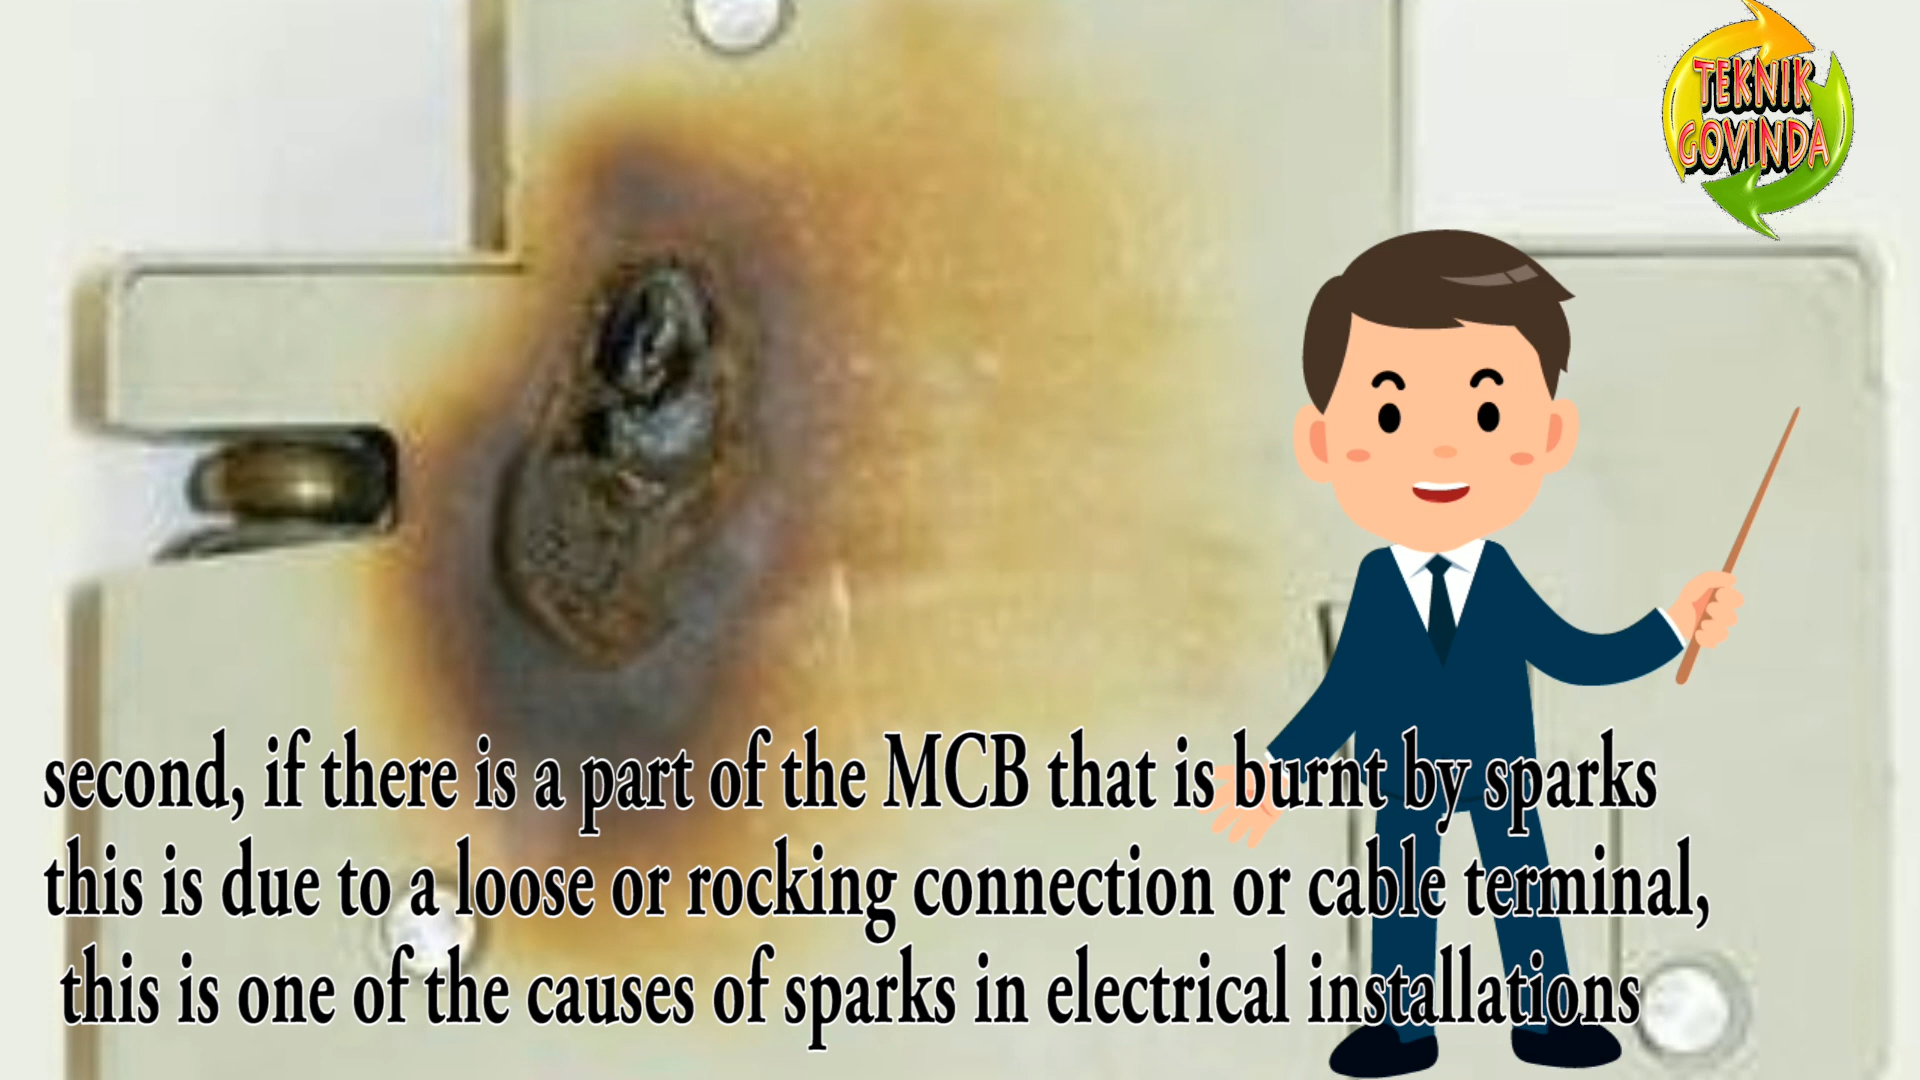 TEKNIK
GOVINDA
second, if there is a part of the MCB that is burnt by sparks
this is due to a loose or rocking connection or cable terminal,
this is one of the causes of sparks in electrical installations